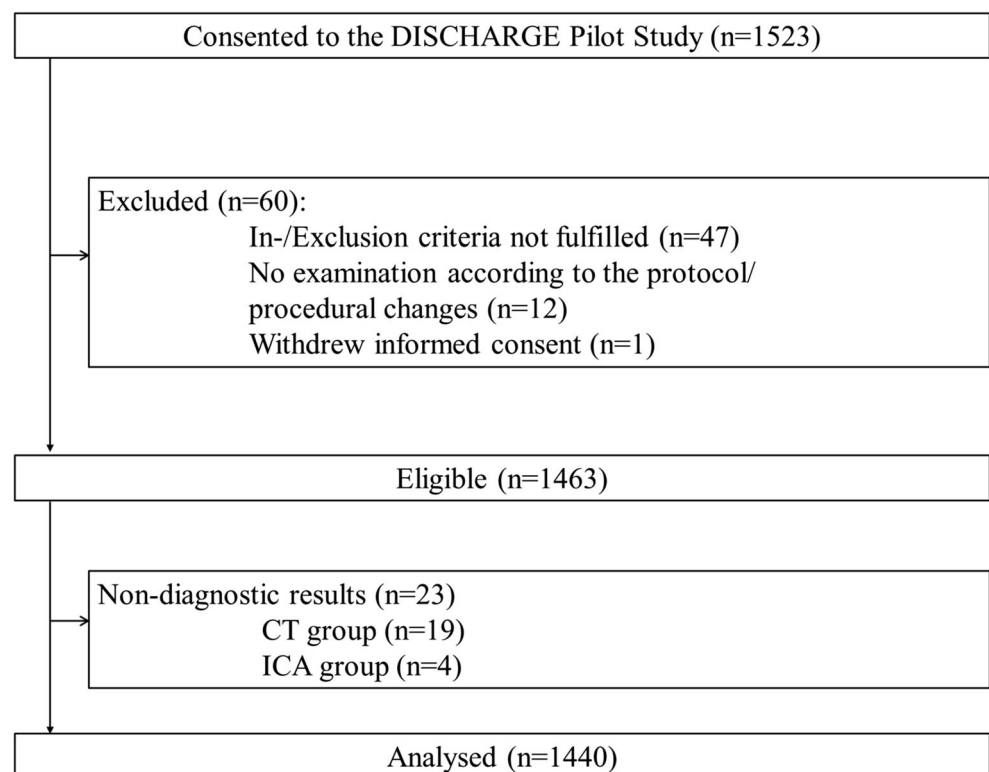 Consented to the DISCHARGE Pilot Study (n=1523)
Excluded (n=60):
In-/Exclusion criteria not fulfilled (n=47)
No examination according to the protocol/
procedural changes (n=12)
Withdrew informed consent (n=1)
Eligible (n=1463)
Non-diagnostic results (n=23)
CT group (n=19)
ICA group (n=4)
Analysed (n=1440)